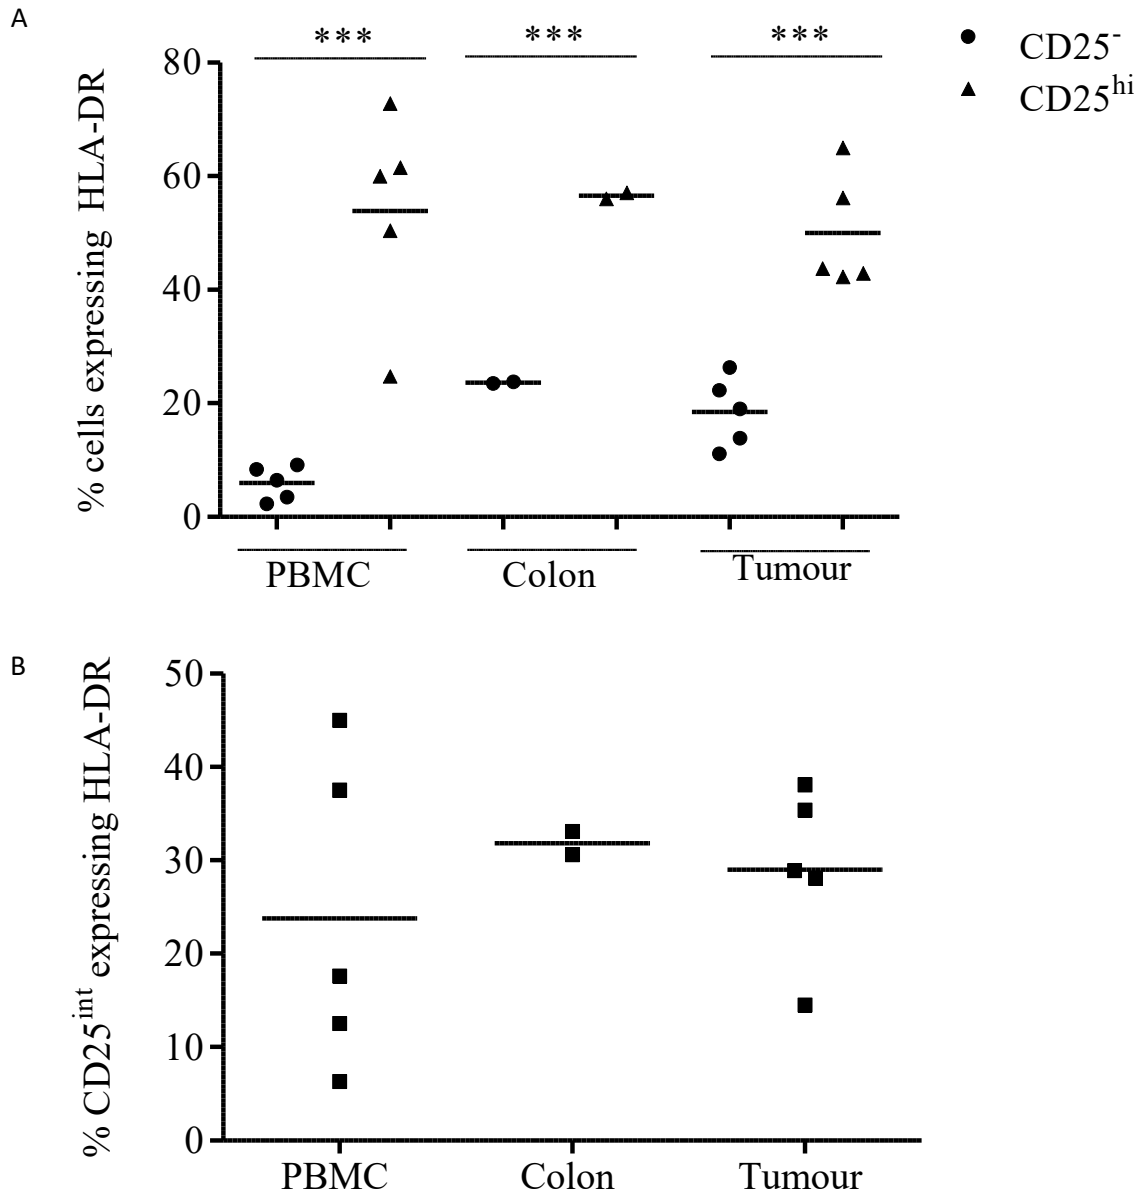 A
*** *** ***
CD25⁻
CD25ʰⁱ
% cells expressing HLA-DR
80
60
40
20
0
PBMC Colon Tumour
B
% CD25ⁱⁿᵗ expressing HLA-DR
50
40
30
20
10
0
PBMC Colon Tumour